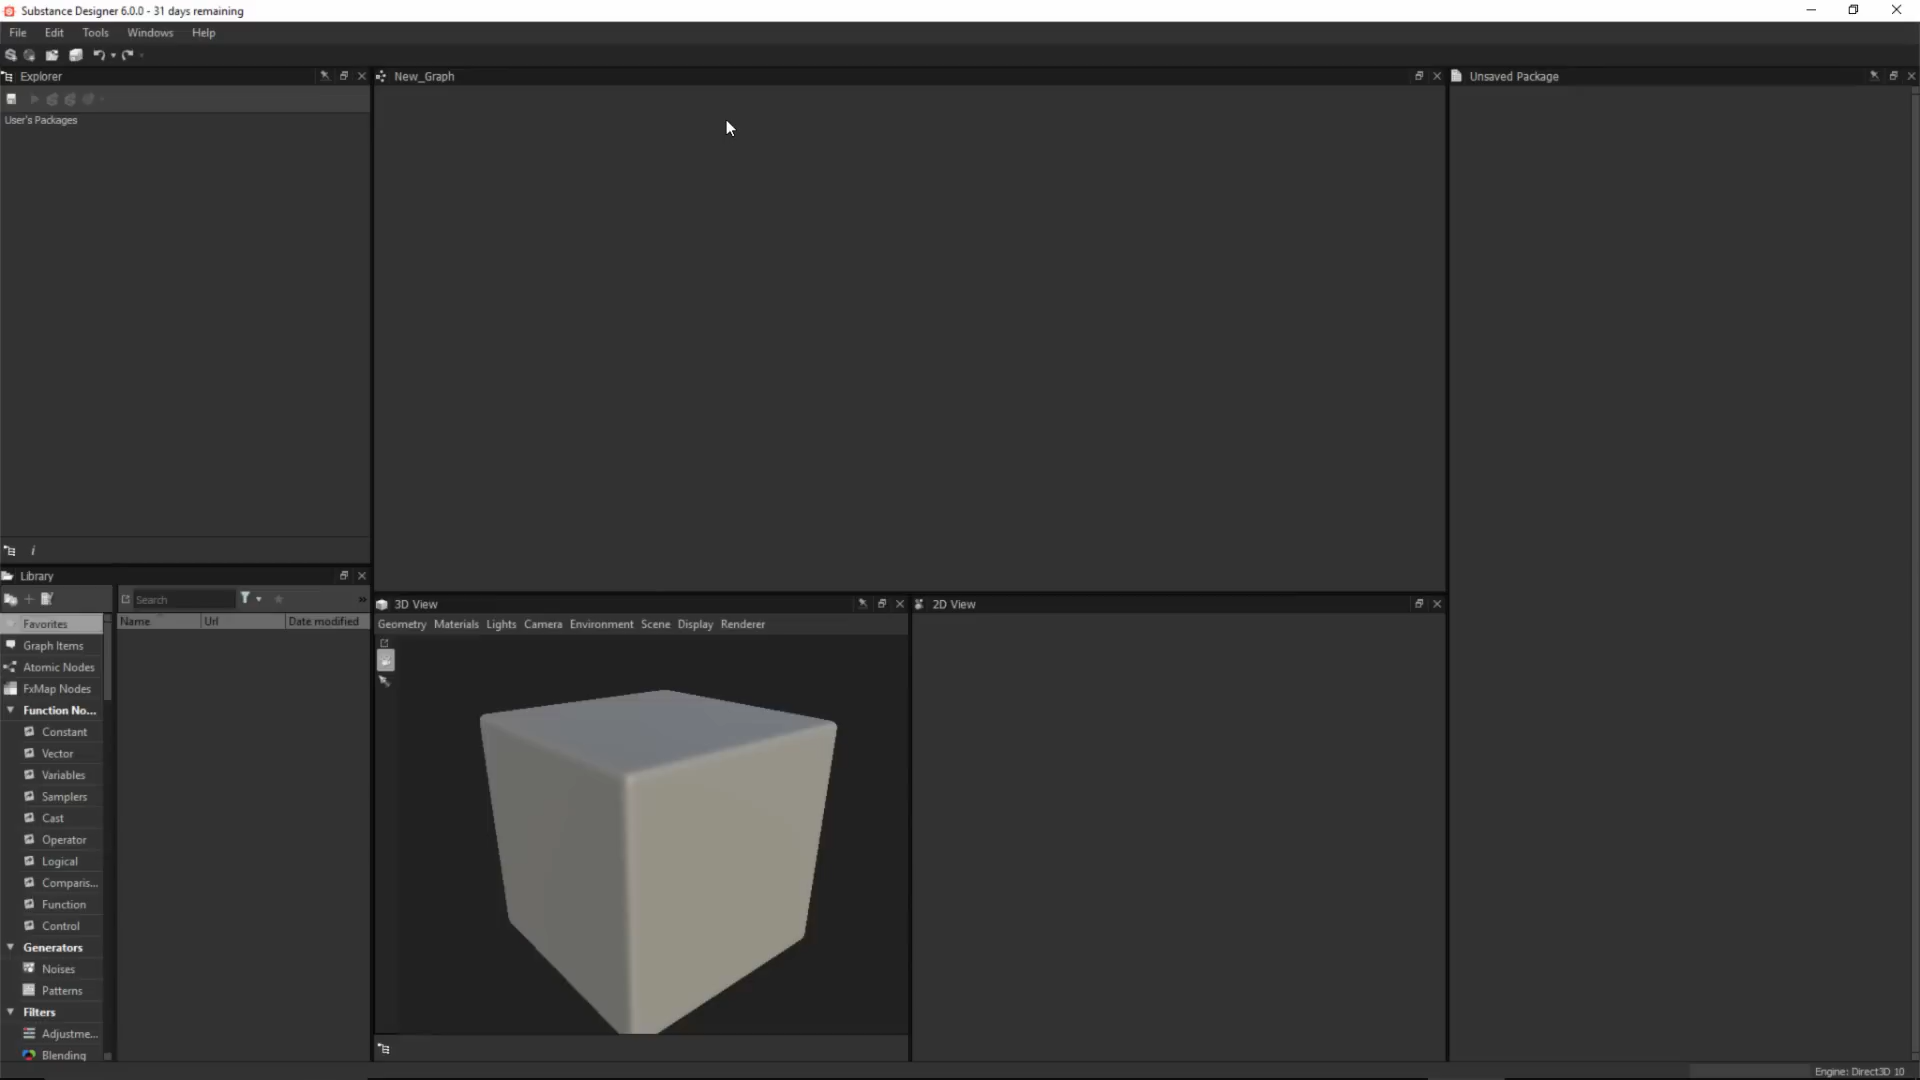 Substance Designer 6.0.0 - 31 days remaining
File Edit Tools Windows Help
Explorer
New_Graph
Unsaved Package
User's Packages
i
Library
Search
Favorites
Name Url Date modified
Graph Items
Atomic Nodes
FxMap Nodes
Function No...
Constant
Vector
Variables
Samplers
Cast
Operator
Logical
Comparis...
Function
Control
Generators
Noises
Patterns
Filters
Adjustme...
Blending
3D View
Geometry Materials Lights Camera Environment Scene Display Renderer
2D View
Engine: Direct3D 10